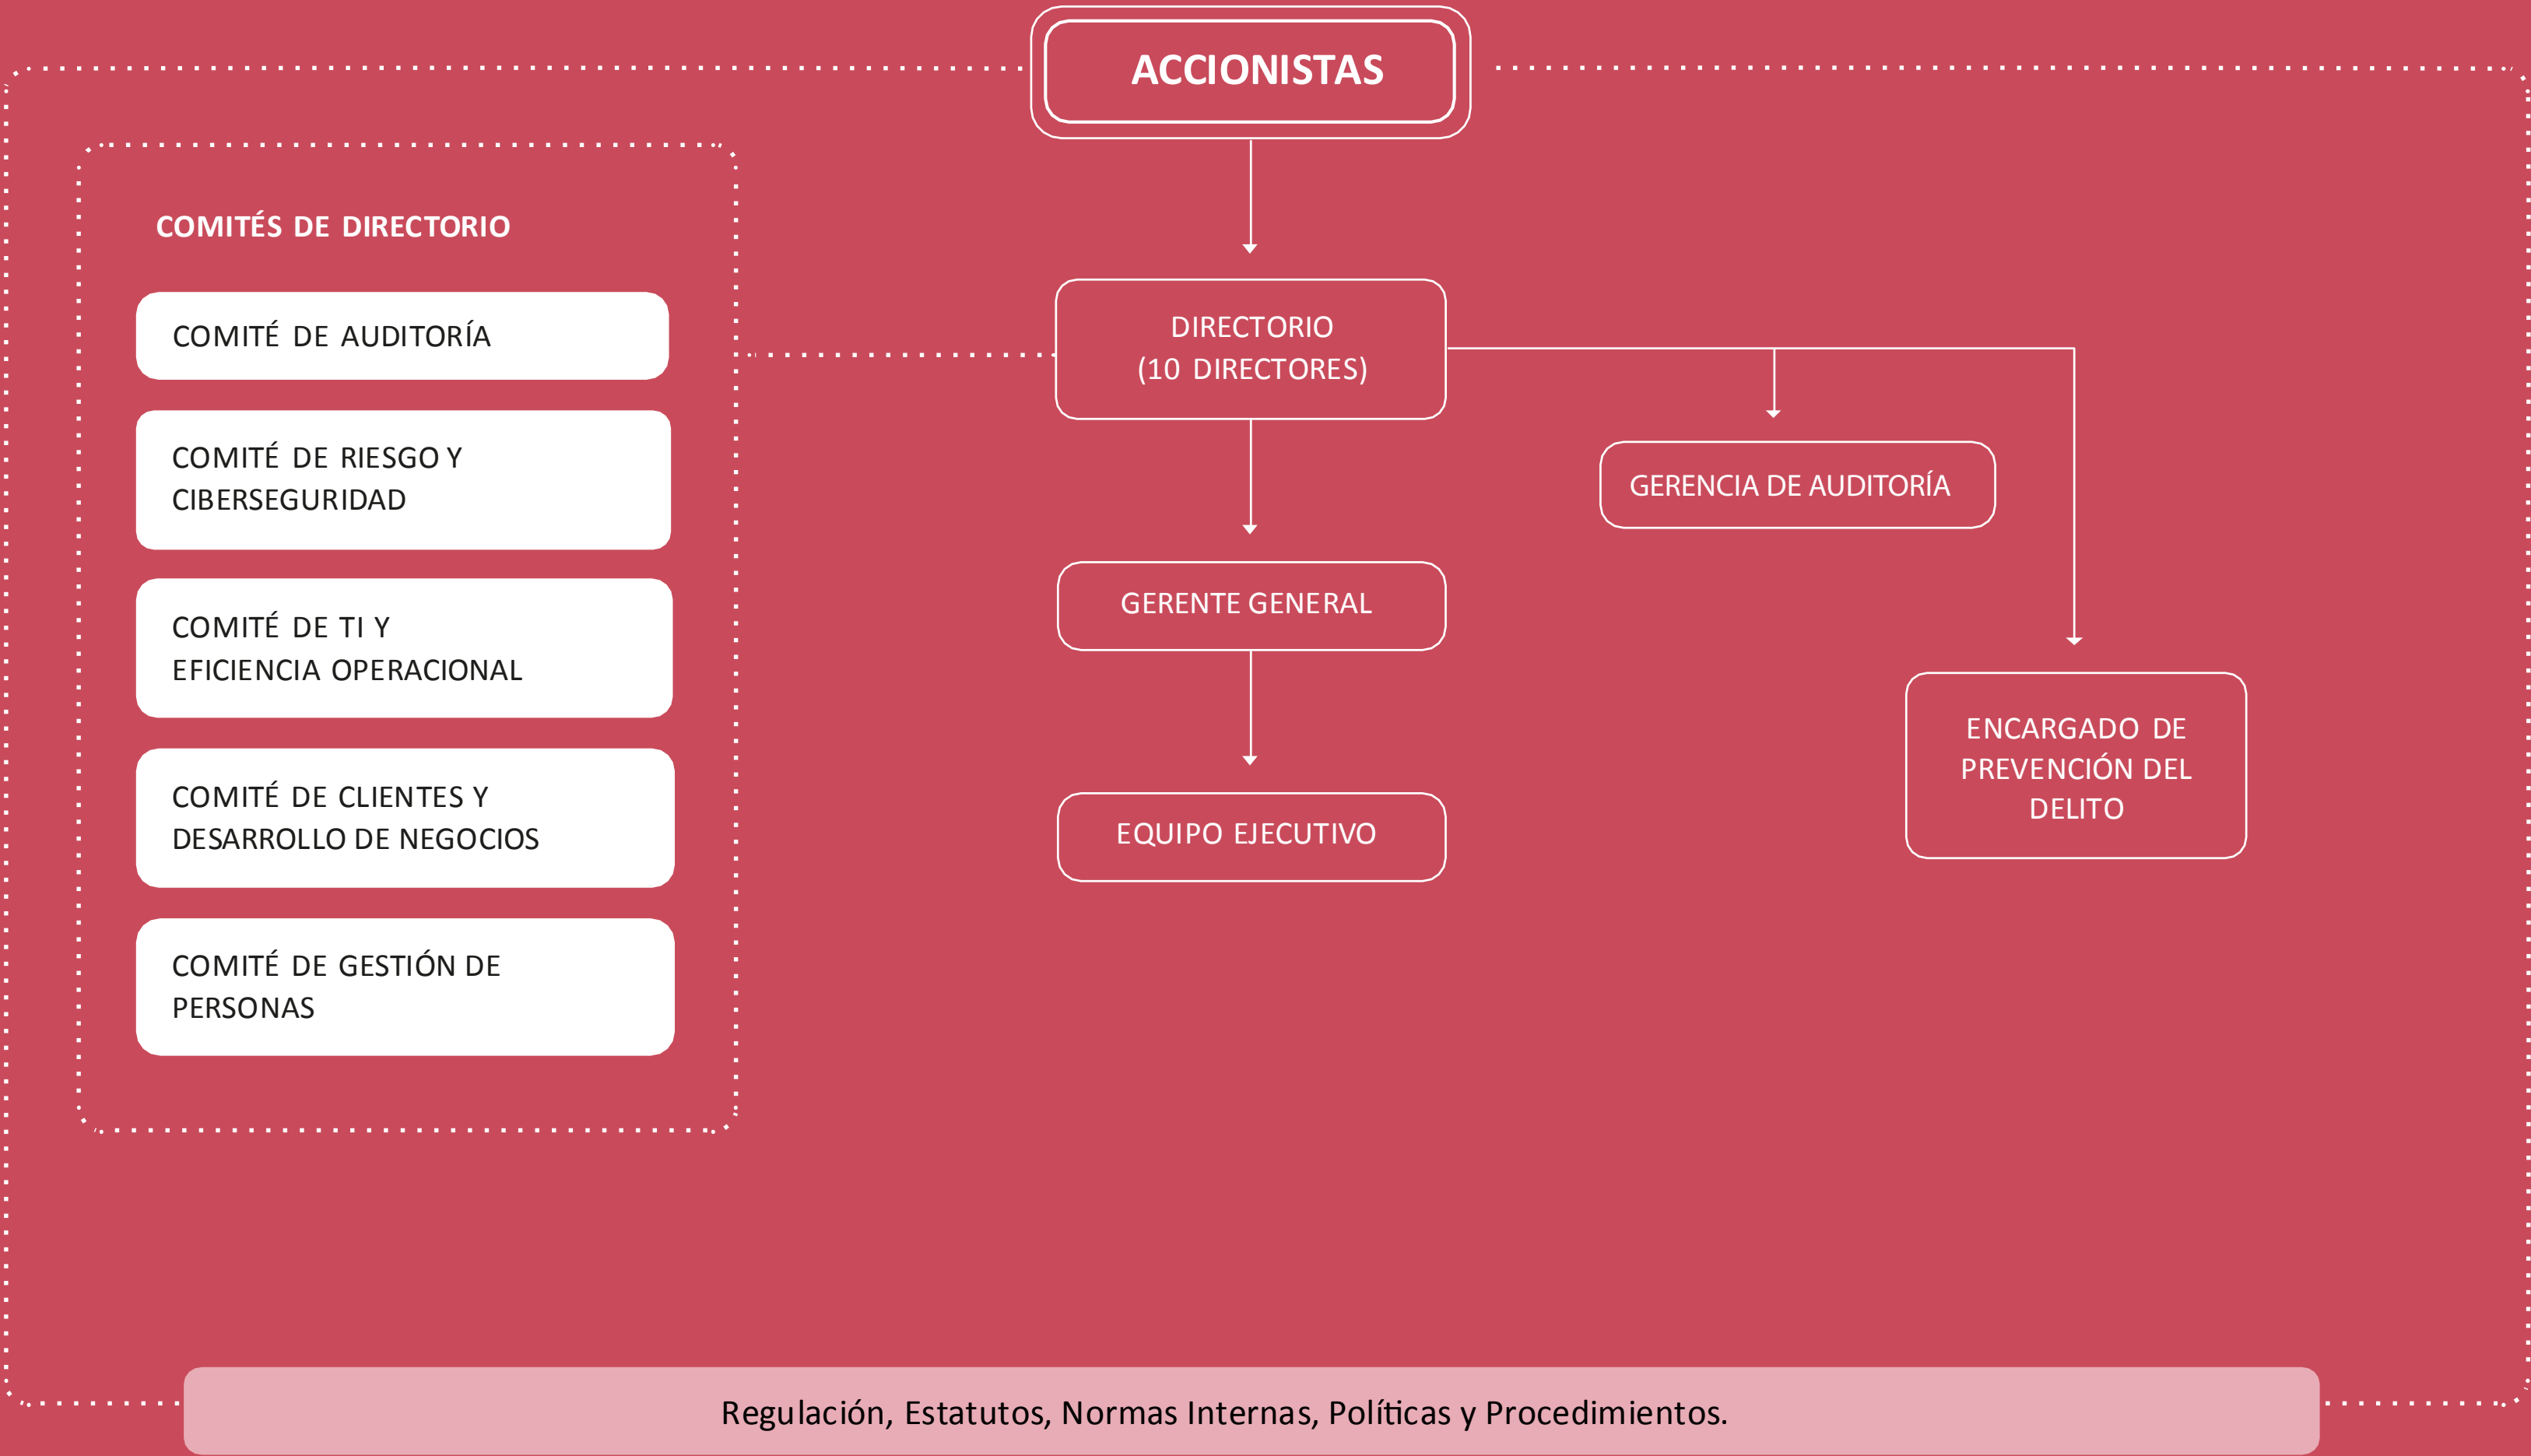 ACCIONISTAS
COMITÉS DE DIRECTORIO
COMITÉ DE AUDITORÍA
COMITÉ DE RIESGO Y
CIBERSEGURIDAD
COMITÉ DE TI Y
EFICIENCIA OPERACIONAL
COMITÉ DE CLIENTES Y
DESARROLLO DE NEGOCIOS
COMITÉ DE GESTIÓN DE
PERSONAS
DIRECTORIO
(10 DIRECTORES)
GERENTE GENERAL
EQUIPO EJECUTIVO
GERENCIA DE AUDITORÍA
ENCARGADO DE
PREVENCIÓN DEL
DELITO
Regulación, Estatutos, Normas Internas, Políticas y Procedimientos.